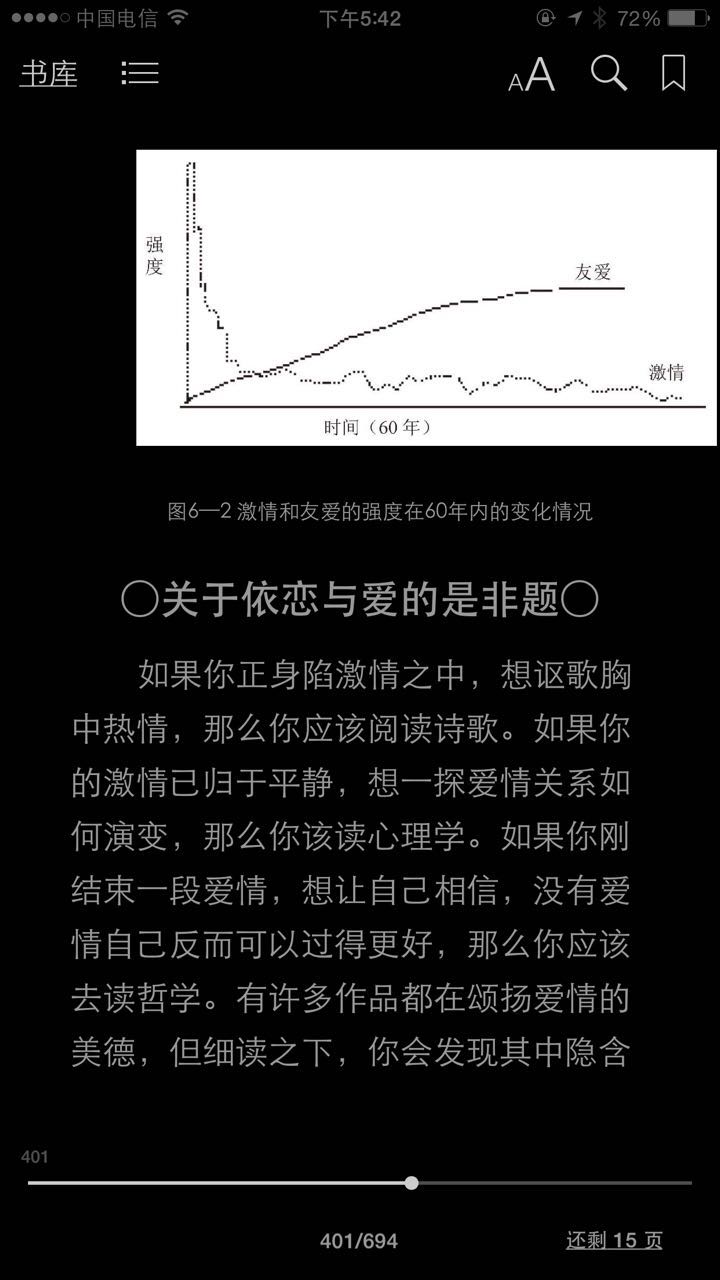 中国电信 下午5:42 72%
书库 AA
强度
友爱
激情
时间（60 年）
图6—2 激情和友爱的强度在60年内的变化情况
○关于依恋与爱的是非题○
如果你正身陷激情之中，想讴歌胸
中热情，那么你应该阅读诗歌。如果你
的激情已归于平静，想一探爱情关系如
何演变，那么你该读心理学。如果你刚
结束一段爱情，想让自己相信，没有爱
情自己反而可以过得更好，那么你应该
去读哲学。有许多作品都在颂扬爱情的
美德，但细读之下，你会发现其中隐含
401
401/694 还剩 15 页